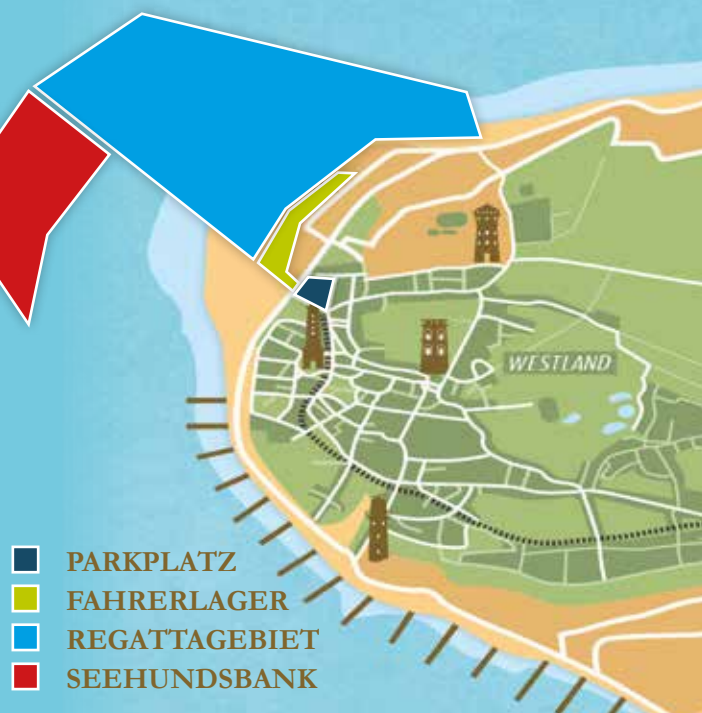 WESTLAND
PARKPLATZ
FAHRERLAGER
REGATTAGEBIET
SEEHUNDSBANK